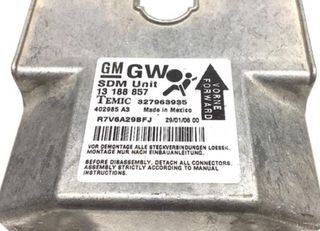 GM GW
SDM Unit
13 188 857
TEMIC 327963935
402985 A3 Made in Mexico
R7V6A29BFJ 29/01/06 00
VORNE
FORWARD
VOR DEMONTAGE ALLE STECKVERBINDUNGEN LOESEN.
MONTAGE NUR NACH EINBAUANLEITUNG.
BEFORE DISASSEMBLY, DETACH ALL CONNECTORS.
ASSEMBLY STRICTLY ACCORDING TO MANUAL
INSTRUCTIONS.